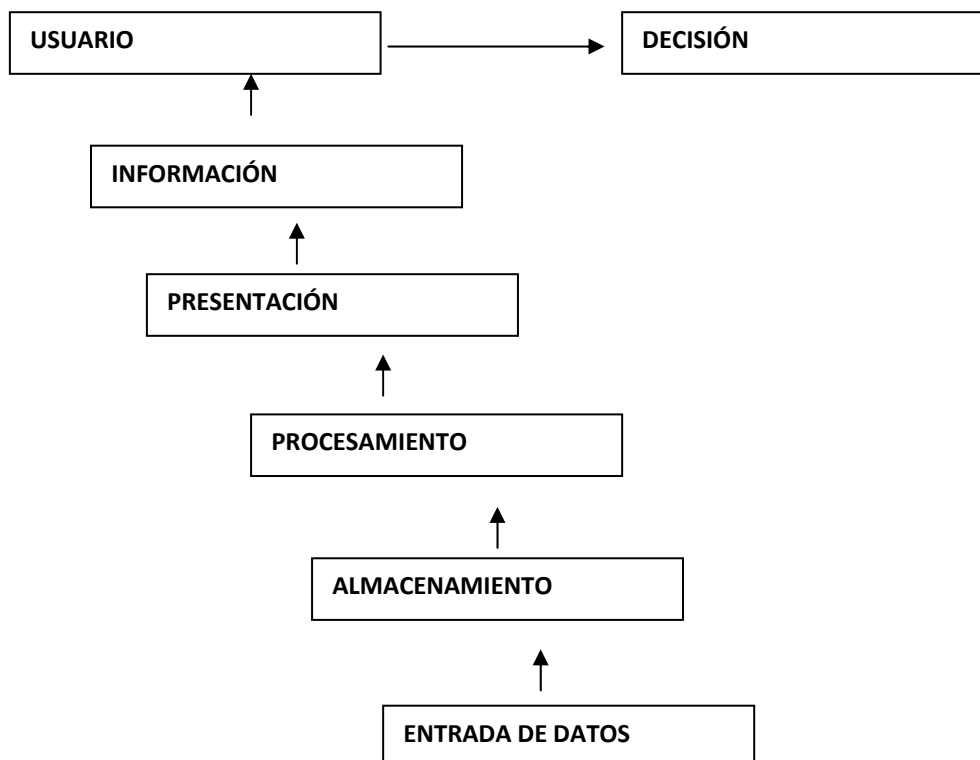 USUARIO
DECISIÓN
INFORMACIÓN
PRESENTACIÓN
PROCESAMIENTO
ALMACENAMIENTO
ENTRADA DE DATOS